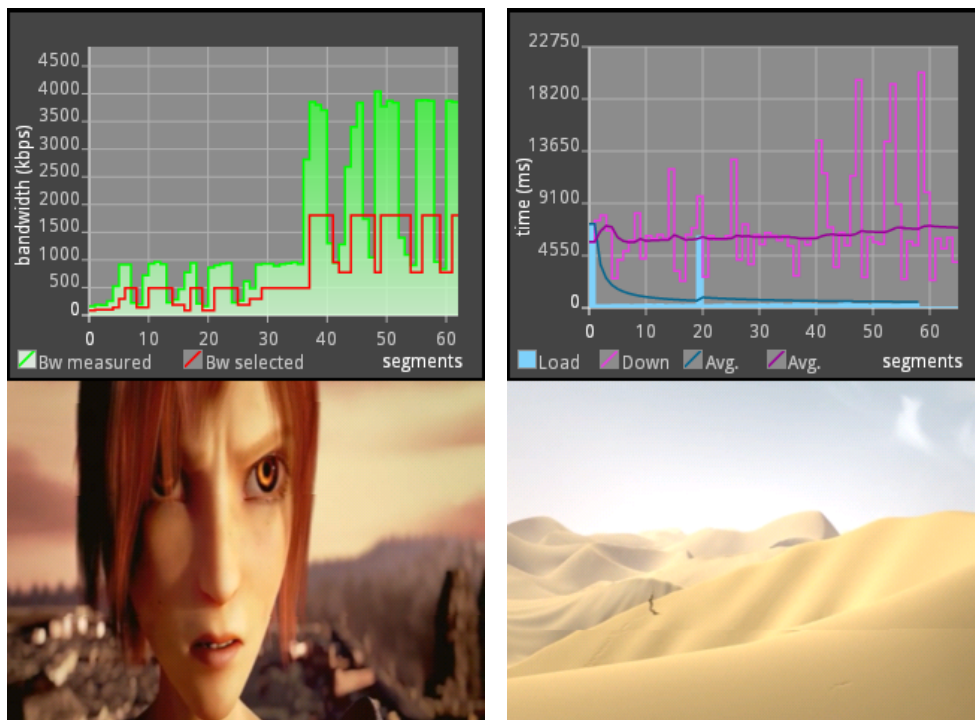 4500
4000
3500
3000
2500
2000
1500
1000
500
0
bandwidth (kbps)
0 10 20 30 40 50 60
Bw measured Bw selected segments
22750
18200
13650
9100
4550
0
time (ms)
0 10 20 30 40 50 60
Load Down Avg. Avg. segments